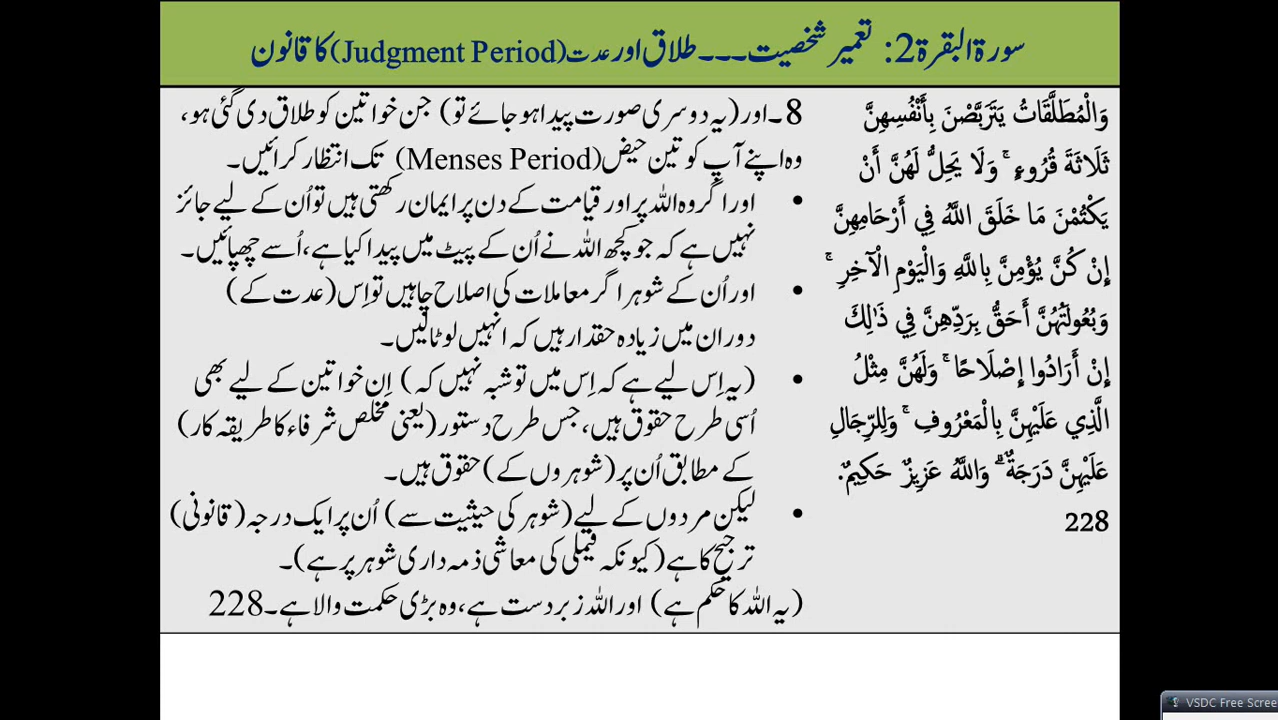 سورۃ البقرۃ 2: تعمیر شخصیت۔۔۔ طلاق اور عدت (Judgment Period) کا قانون
وَالْمُطَلَّقَاتُ يَتَرَبَّصْنَ بِأَنْفُسِهِنَّ
ثَلَاثَةَ قُرُوءٍ ۚ وَلَا يَحِلُّ لَهُنَّ أَنْ
يَكْتُمْنَ مَا خَلَقَ اللَّهُ فِي أَرْحَامِهِنَّ
إِنْ كُنَّ يُؤْمِنَّ بِاللَّهِ وَالْيَوْمِ الْآخِرِ ۚ
وَبُعُولَتُهُنَّ أَحَقُّ بِرَدِّهِنَّ فِي ذَٰلِكَ
إِنْ أَرَادُوا إِصْلَاحًا ۚ وَلَهُنَّ مِثْلُ
الَّذِي عَلَيْهِنَّ بِالْمَعْرُوفِ ۚ وَلِلرِّجَالِ
عَلَيْهِنَّ دَرَجَةٌ ۗ وَاللَّهُ عَزِيزٌ حَكِيمٌ.
228
8۔ اور (یہ دوسری صورت پیدا ہو جائے تو) جن خواتین کو طلاق دی گئی ہو،
وہ اپنے آپ کو تین حیض (Menses Period) تک انتظار کرائیں۔
• اور اگر وہ اللہ پر اور قیامت کے دن پر ایمان رکھتی ہیں تو اُن کے لیے جائز
نہیں ہے کہ جو کچھ اللہ نے اُن کے پیٹ میں پیدا کیا ہے، اُسے چھپائیں۔
• اور اُن کے شوہر اگر معاملات کی اصلاح چاہیں تو اِس (عدت کے)
دوران میں زیادہ حقدار ہیں کہ انہیں لوٹا لیں۔
• (یہ اِس لیے ہے کہ اِس میں تو شبہ نہیں کہ) اِن خواتین کے لیے بھی
اُسی طرح حقوق ہیں، جس طرح دستور (یعنی مخلص شرفاء کا طریقہ کار)
کے مطابق اُن پر (شوہروں کے) حقوق ہیں۔
• لیکن مردوں کے لیے (شوہر کی حیثیت سے) اُن پر ایک درجہ (قانونی)
ترجیح کا ہے (کیونکہ فیملی کی معاشی ذمہ داری شوہر پر ہے)۔
(یہ اللہ کا حکم ہے) اور اللہ زبردست ہے، وہ بڑی حکمت والا ہے۔ 228
VSDC Free Scree